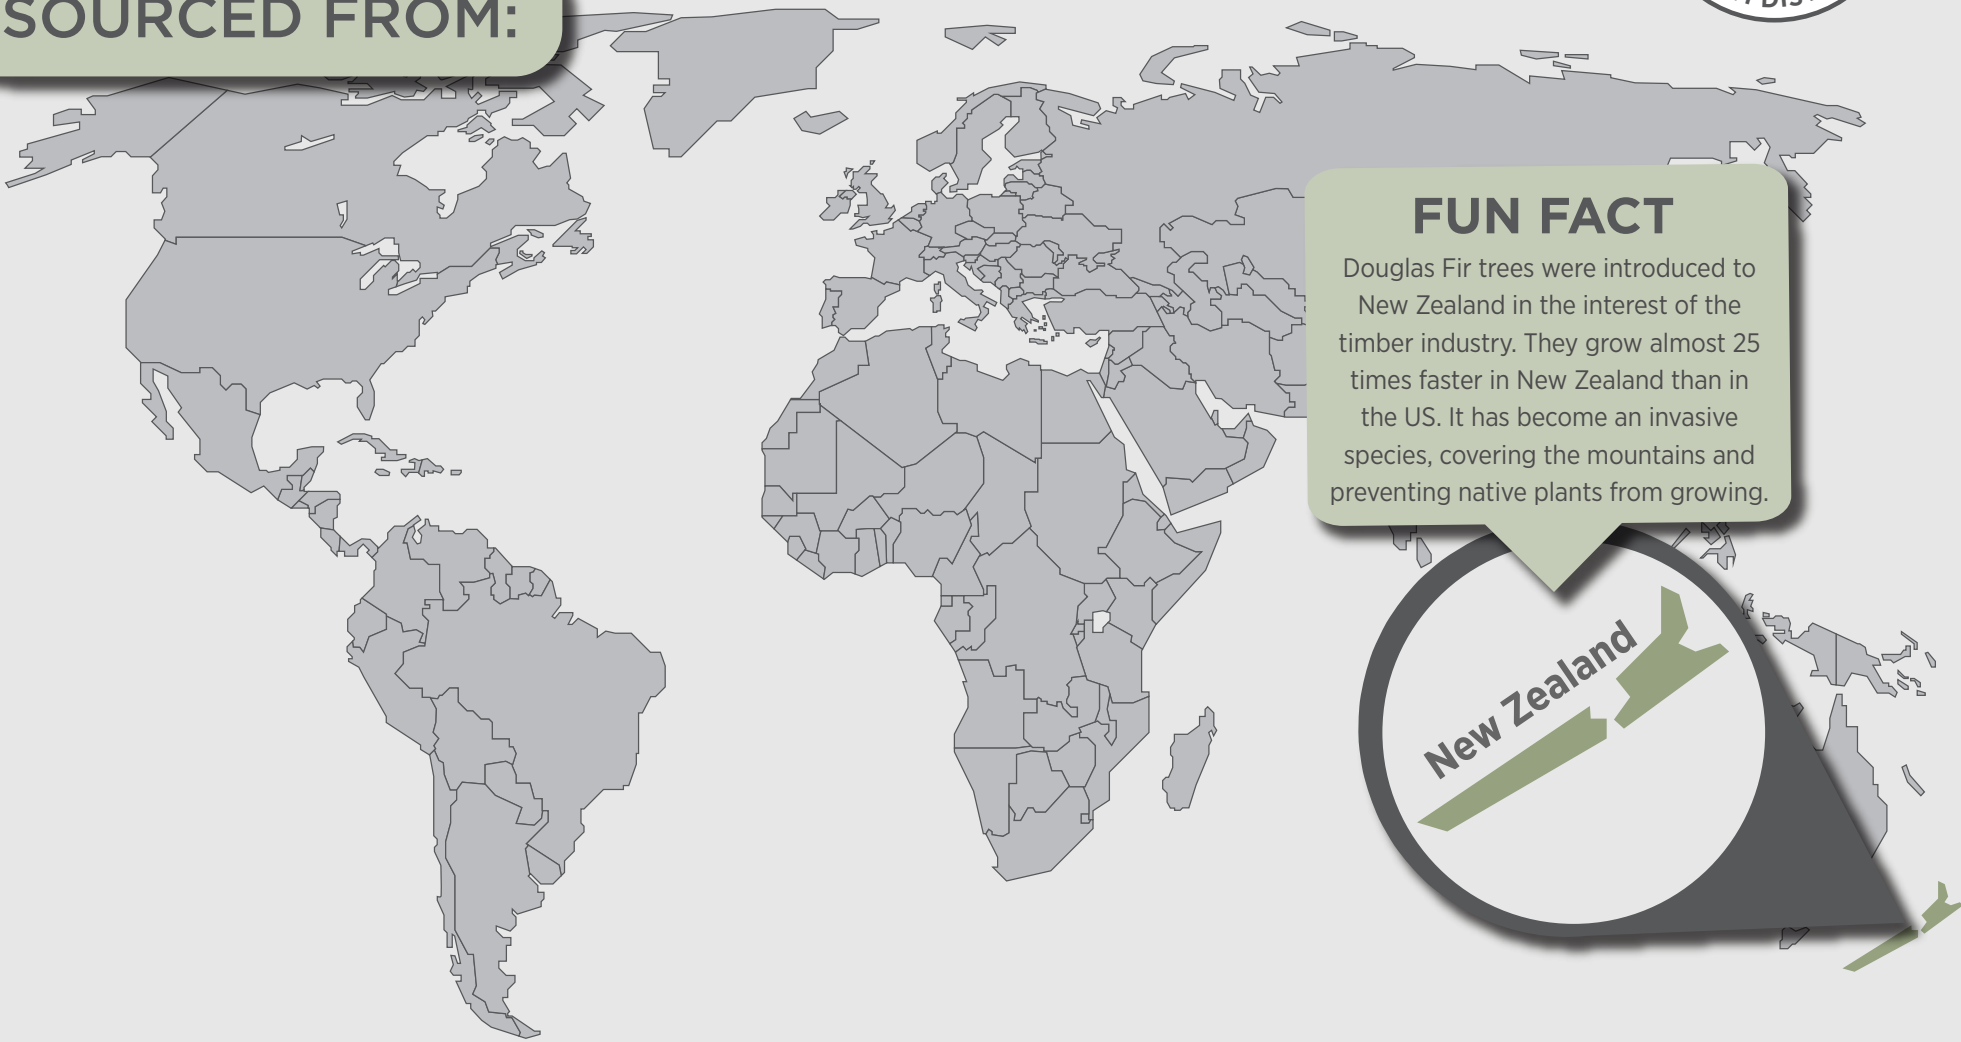 SOURCED FROM:
FUN FACT
Douglas Fir trees were introduced to
New Zealand in the interest of the
timber industry. They grow almost 25
times faster in New Zealand than in
the US. It has become an invasive
species, covering the mountains and
preventing native plants from growing.
New Zealand